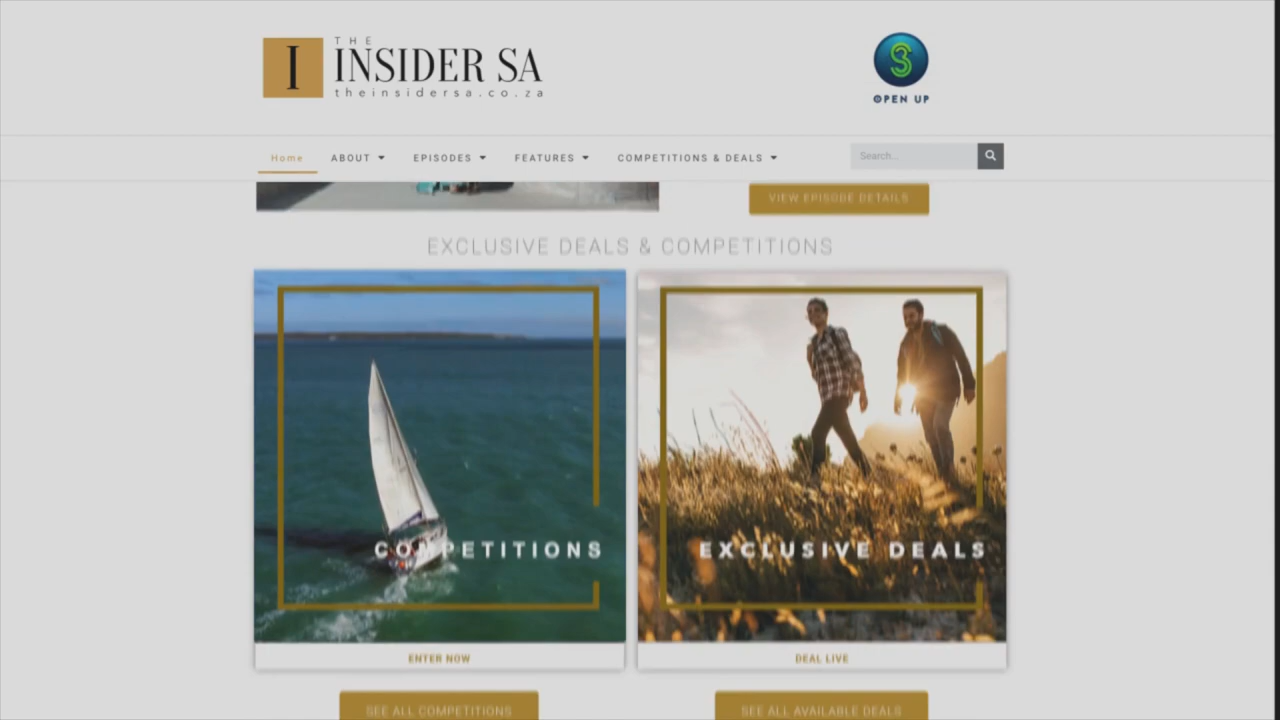 I
THE
INSIDER SA
theinsidersa.co.za
S3
OPEN UP
Home
ABOUT
EPISODES
FEATURES
COMPETITIONS & DEALS
Search...
VIEW EPISODE DETAILS
EXCLUSIVE DEALS & COMPETITIONS
COMPETITIONS
EXCLUSIVE DEALS
ENTER NOW
DEAL LIVE
SEE ALL COMPETITIONS
SEE ALL AVAILABLE DEALS